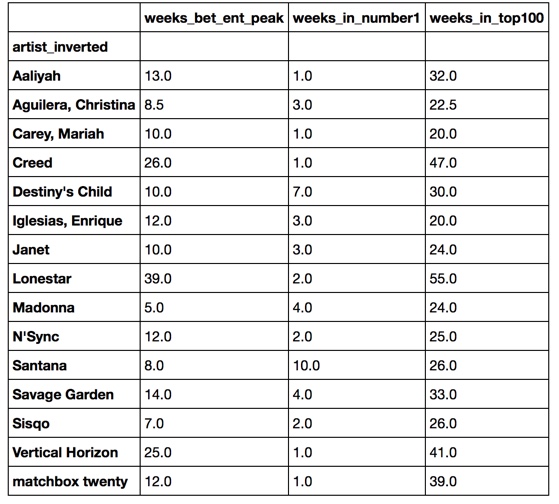 weeks_bet_ent_peak weeks_in_number1 weeks_in_top100
artist_inverted
Aaliyah 13.0 1.0 32.0
Aguilera, Christina 8.5 3.0 22.5
Carey, Mariah 10.0 1.0 20.0
Creed 26.0 1.0 47.0
Destiny's Child 10.0 7.0 30.0
Iglesias, Enrique 12.0 3.0 20.0
Janet 10.0 3.0 24.0
Lonestar 39.0 2.0 55.0
Madonna 5.0 4.0 24.0
N'Sync 12.0 2.0 25.0
Santana 8.0 10.0 26.0
Savage Garden 14.0 4.0 33.0
Sisqo 7.0 2.0 26.0
Vertical Horizon 25.0 1.0 41.0
matchbox twenty 12.0 1.0 39.0